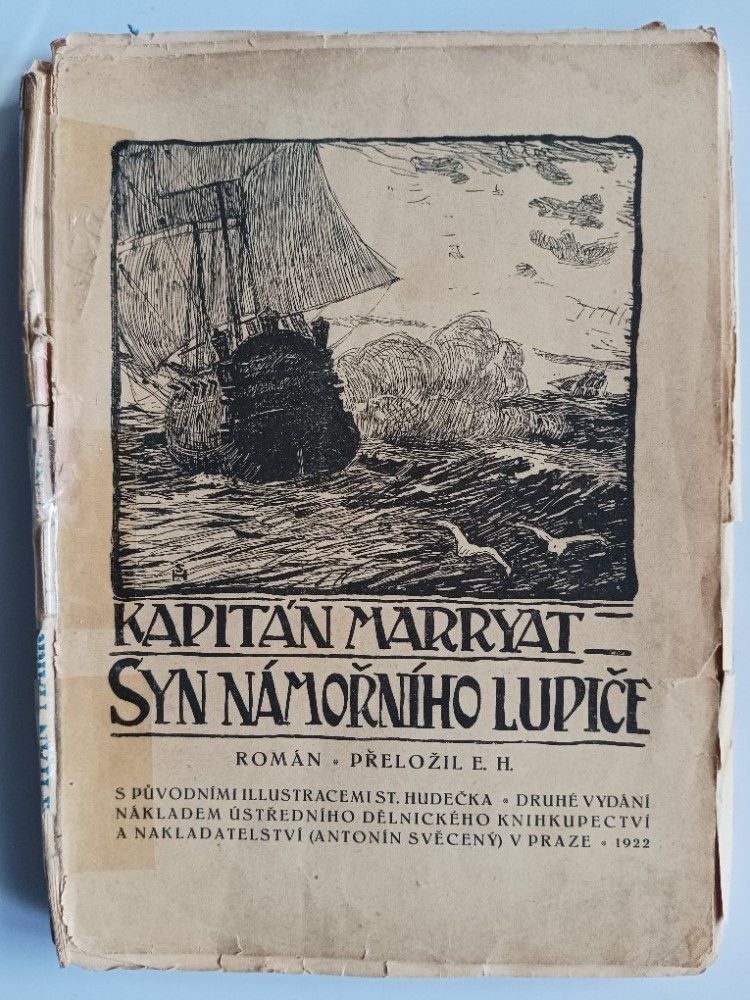 KAPITÁN MARRYAT
SYN NÁMOŘNÍHO LUPIČE
ROMÁN * PŘELOŽIL E. H.
S PŮVODNÍMI ILLUSTRACEMI ST. HUDEČKA * DRUHÉ VYDÁNÍ
NÁKLADEM ÚSTŘEDNÍHO DĚLNICKÉHO KNIHKUPECTVÍ
A NAKLADATELSTVÍ (ANTONÍN SVĚCENÝ) V PRAZE * 1922